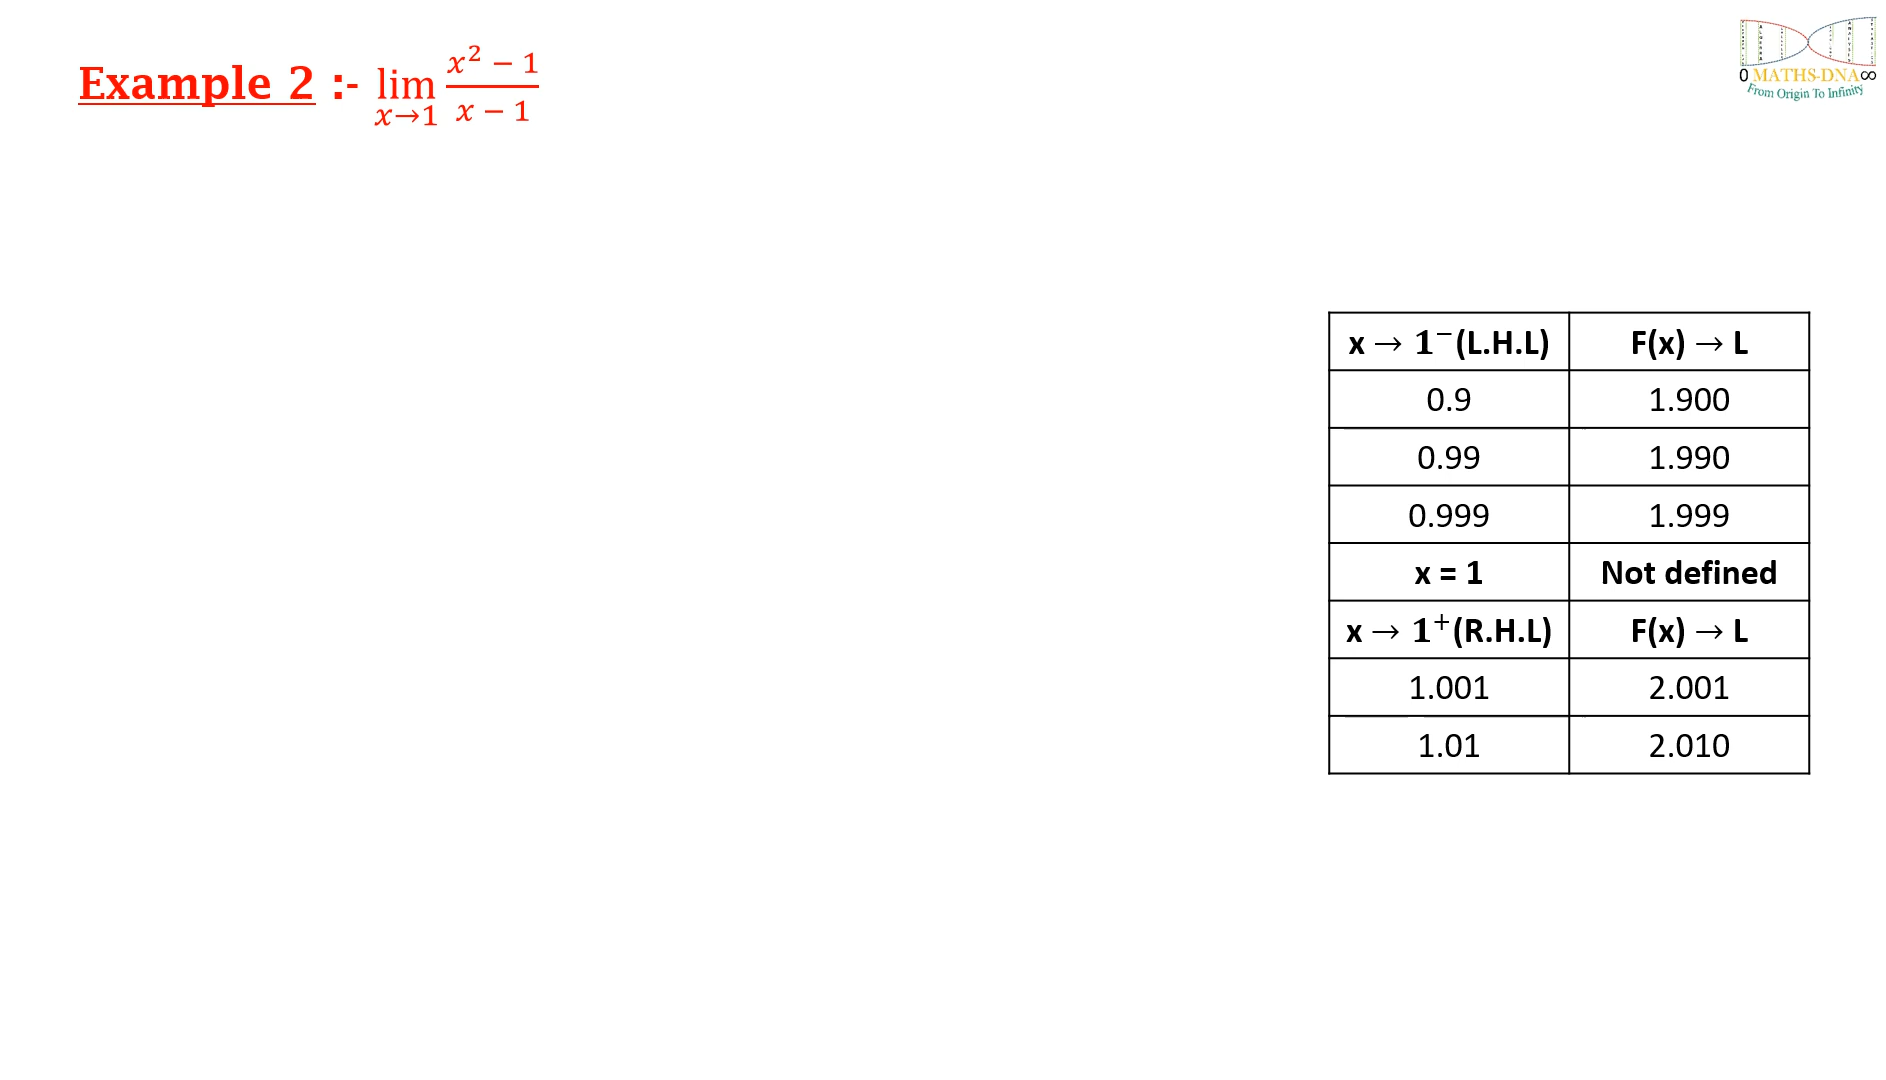 Example 2 :- lim x→1 x² − 1 / x − 1
0 MATHS-DNA∞
From Origin To Infinity
x → 1⁻(L.H.L) F(x) → L
0.9 1.900
0.99 1.990
0.999 1.999
x = 1 Not defined
x → 1⁺(R.H.L) F(x) → L
1.001 2.001
1.01 2.010